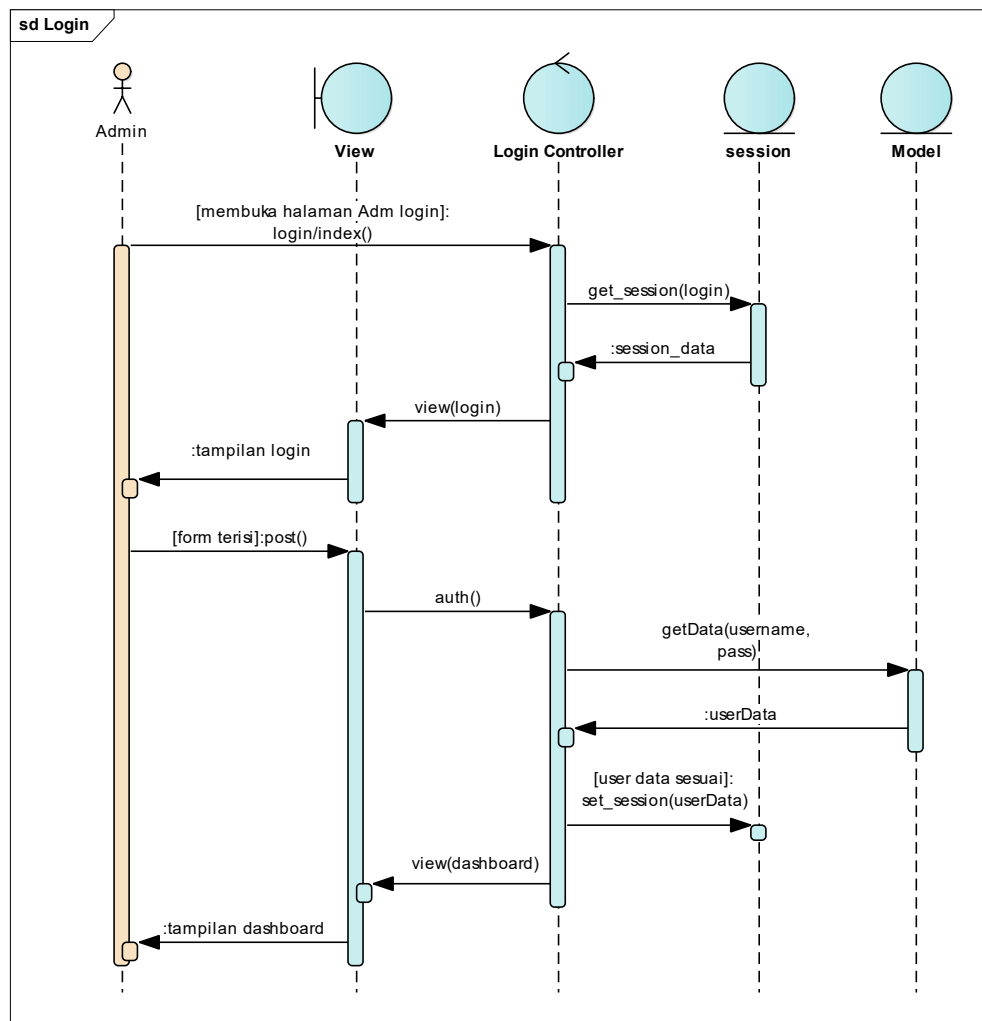 sd Login
Admin
View
Login Controller
session
Model
[membuka halaman Adm login]:
login/index()
get_session(login)
:session_data
view(login)
:tampilan login
[form terisi]:post()
auth()
getData(username,
pass)
:userData
[user data sesuai]:
set_session(userData)
view(dashboard)
:tampilan dashboard